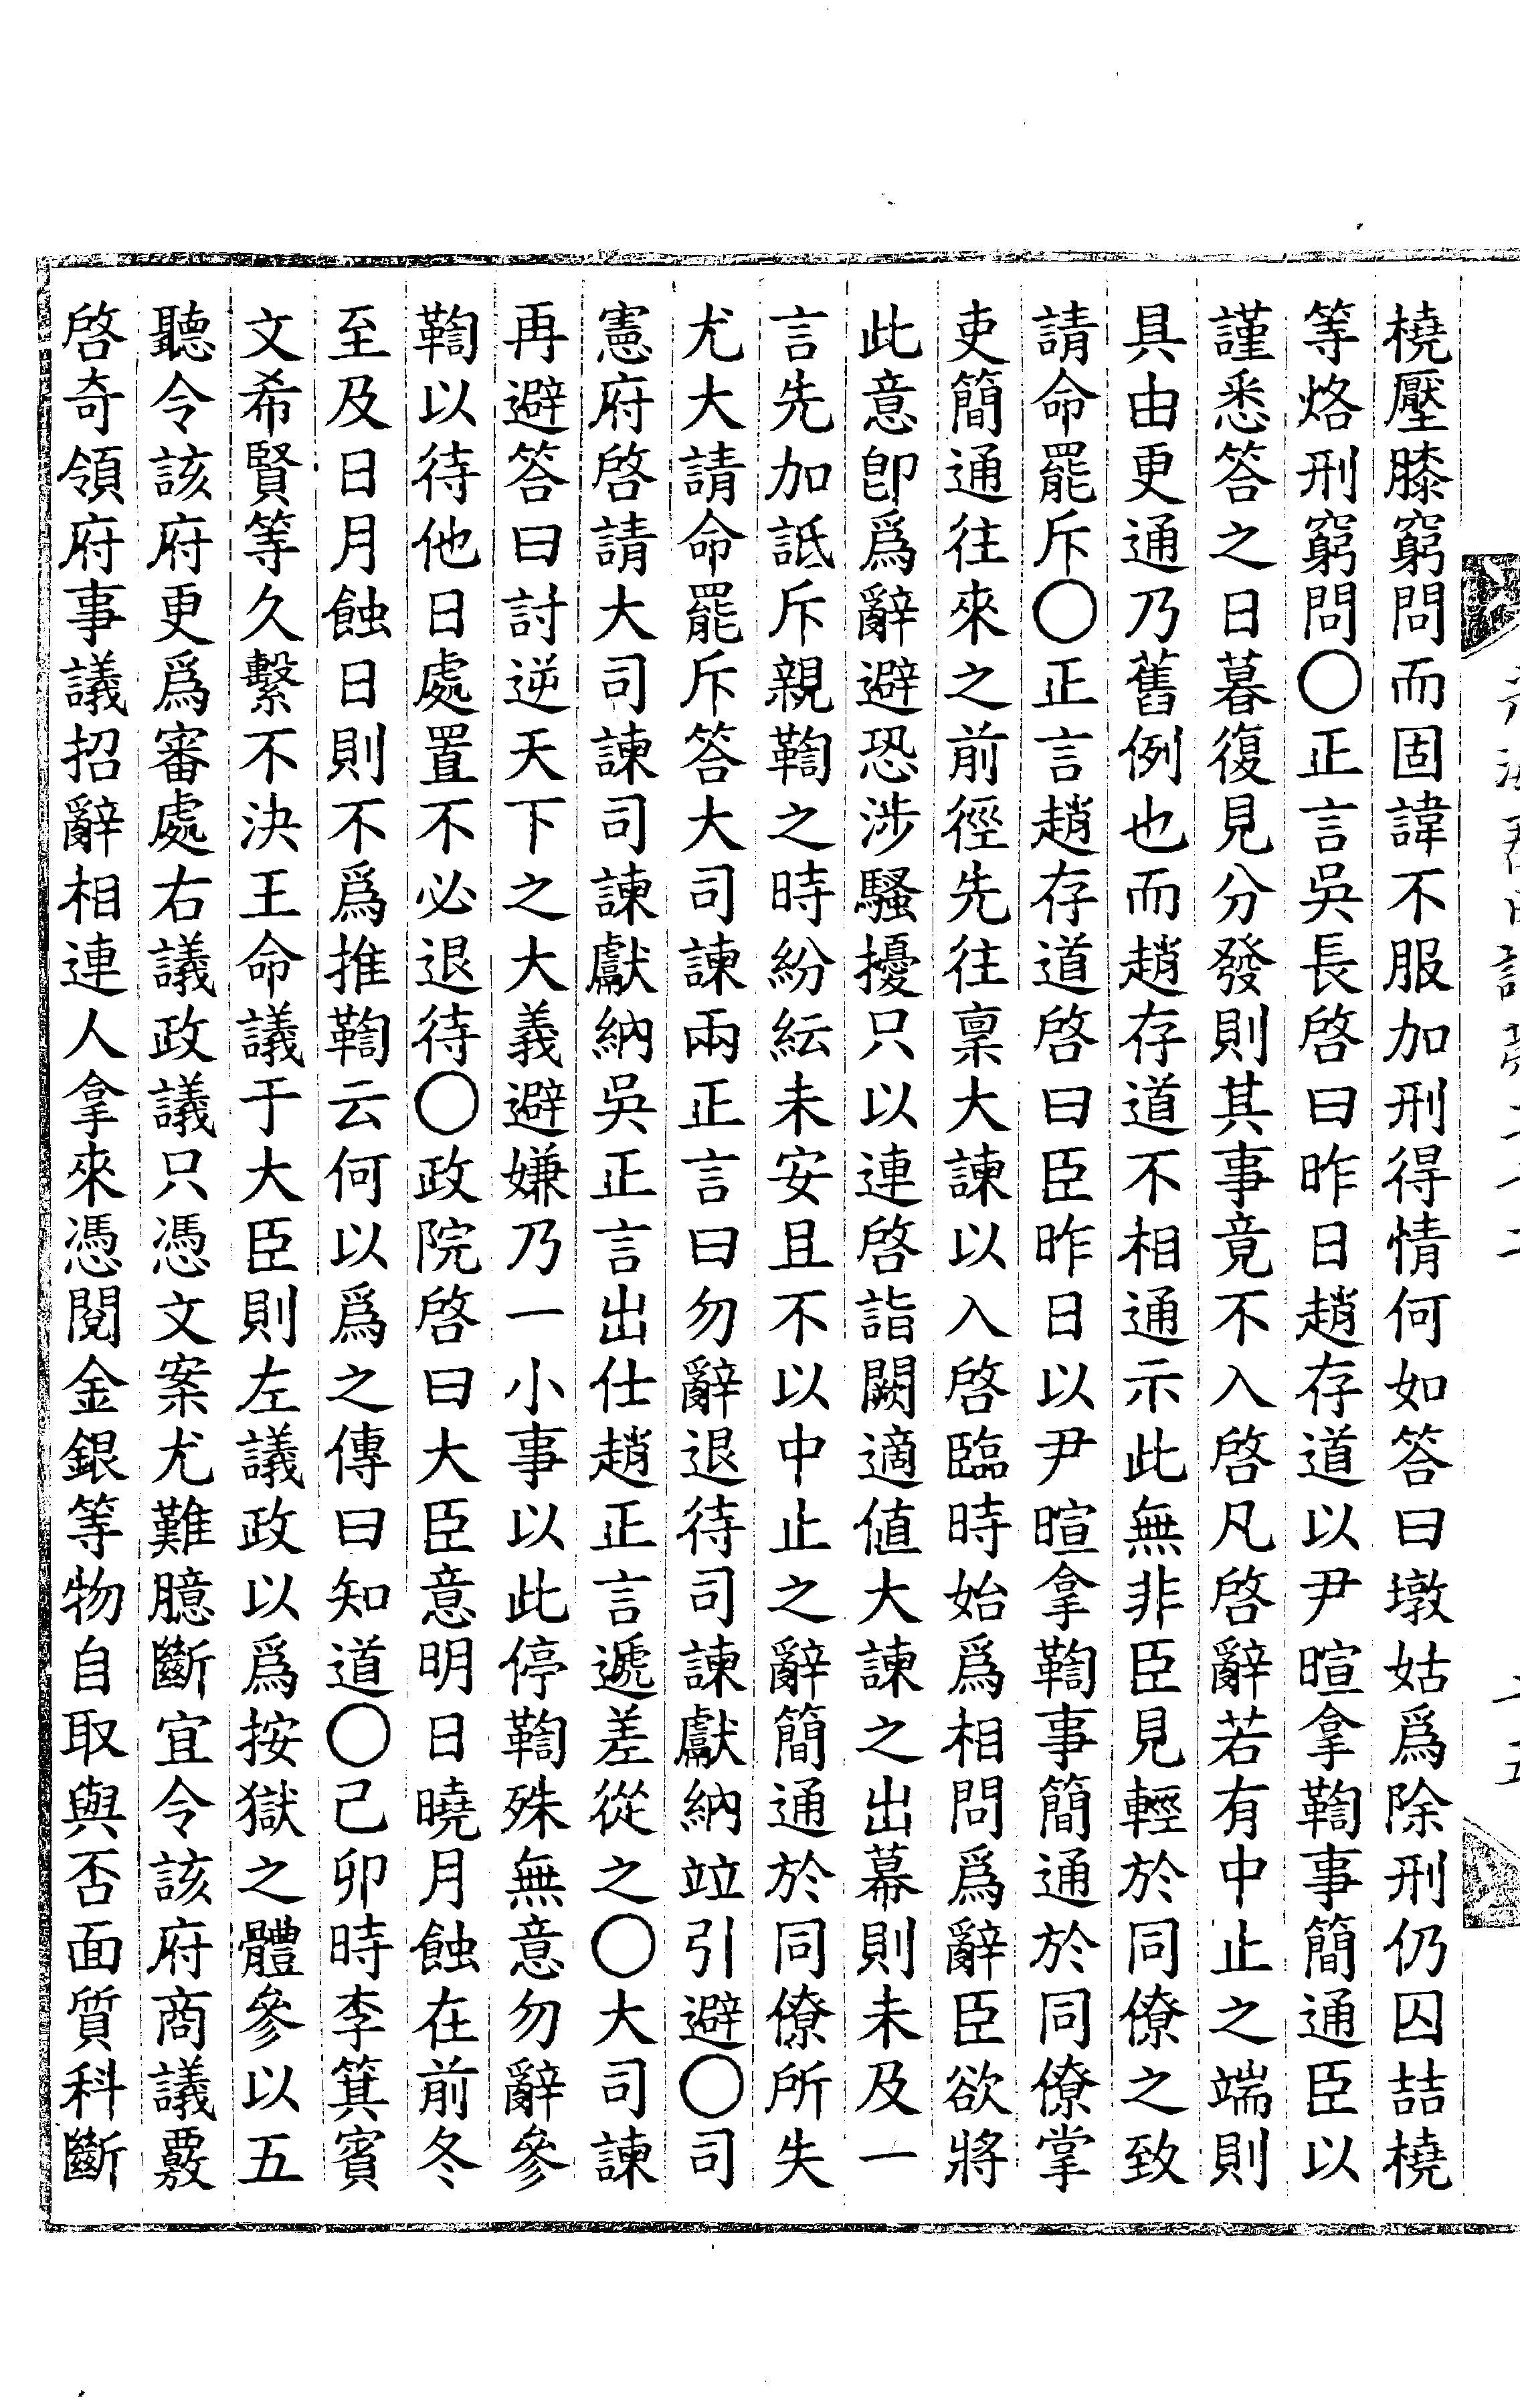 橈壓膝窮問而固諱不服加刑得情何如答曰墩姑爲除刑仍囚喆橈
等烙刑窮問○正言吳長啓曰昨日趙存道以尹暄拿鞫事簡通臣以
謹悉答之日暮復見分發則其事竟不入啓凡啓辭若有中止之端則
具由更通乃舊例也而趙存道不相通示此無非臣見輕於同僚之致
請命罷斥○正言趙存道啓曰臣昨日以尹暄拿鞫事簡通於同僚掌
吏簡通往來之前徑先往稟大諫以入啓臨時始爲相問爲辭臣欲將
此意卽爲辭避恐涉騷擾只以連啓詣闕適値大諫之出幕則未及一
言先加詆斥親鞫之時紛紜未安且不以中止之辭簡通於同僚所失
尤大請命罷斥答大司諫兩正言曰勿辭退待司諫獻納竝引避○司
憲府啓請大司諫司諫獻納吳正言出仕趙正言遞差從之○大司諫
再避答曰討逆天下之大義避嫌乃一小事以此停鞫殊無意勿辭參
鞫以待他日處置不必退待○政院啓曰大臣意明日曉月蝕在前冬
至及日月蝕日則不爲推鞫云何以爲之傳曰知道○己卯時李箕賓
文希賢等久繫不決王命議于大臣則左議政以爲按獄之體參以五
聽令該府更爲審處右議政議只憑文案尤難臆斷宜令該府商議覈
啓奇領府事議招辭相連人拿來憑閱金銀等物自取與否面質科斷